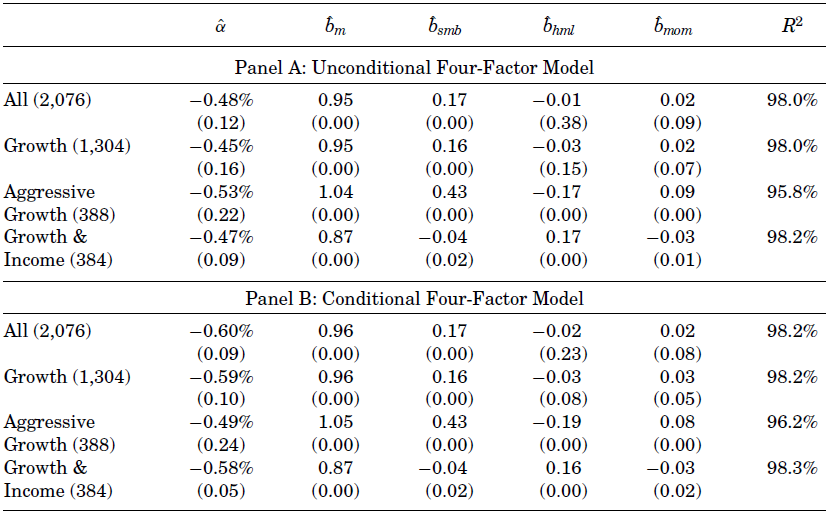 α̂ b̂m b̂smb b̂hml b̂mom R²
Panel A: Unconditional Four-Factor Model
All (2,076) −0.48% 0.95 0.17 −0.01 0.02 98.0%
(0.12) (0.00) (0.00) (0.38) (0.09)
Growth (1,304) −0.45% 0.95 0.16 −0.03 0.02 98.0%
(0.16) (0.00) (0.00) (0.15) (0.07)
Aggressive −0.53% 1.04 0.43 −0.17 0.09 95.8%
Growth (388) (0.22) (0.00) (0.00) (0.00) (0.00)
Growth & −0.47% 0.87 −0.04 0.17 −0.03 98.2%
Income (384) (0.09) (0.00) (0.02) (0.00) (0.01)
Panel B: Conditional Four-Factor Model
All (2,076) −0.60% 0.96 0.17 −0.02 0.02 98.2%
(0.09) (0.00) (0.00) (0.23) (0.08)
Growth (1,304) −0.59% 0.96 0.16 −0.03 0.03 98.2%
(0.10) (0.00) (0.00) (0.08) (0.05)
Aggressive −0.49% 1.05 0.43 −0.19 0.08 96.2%
Growth (388) (0.24) (0.00) (0.00) (0.00) (0.00)
Growth & −0.58% 0.87 −0.04 0.16 −0.03 98.3%
Income (384) (0.05) (0.00) (0.02) (0.00) (0.02)